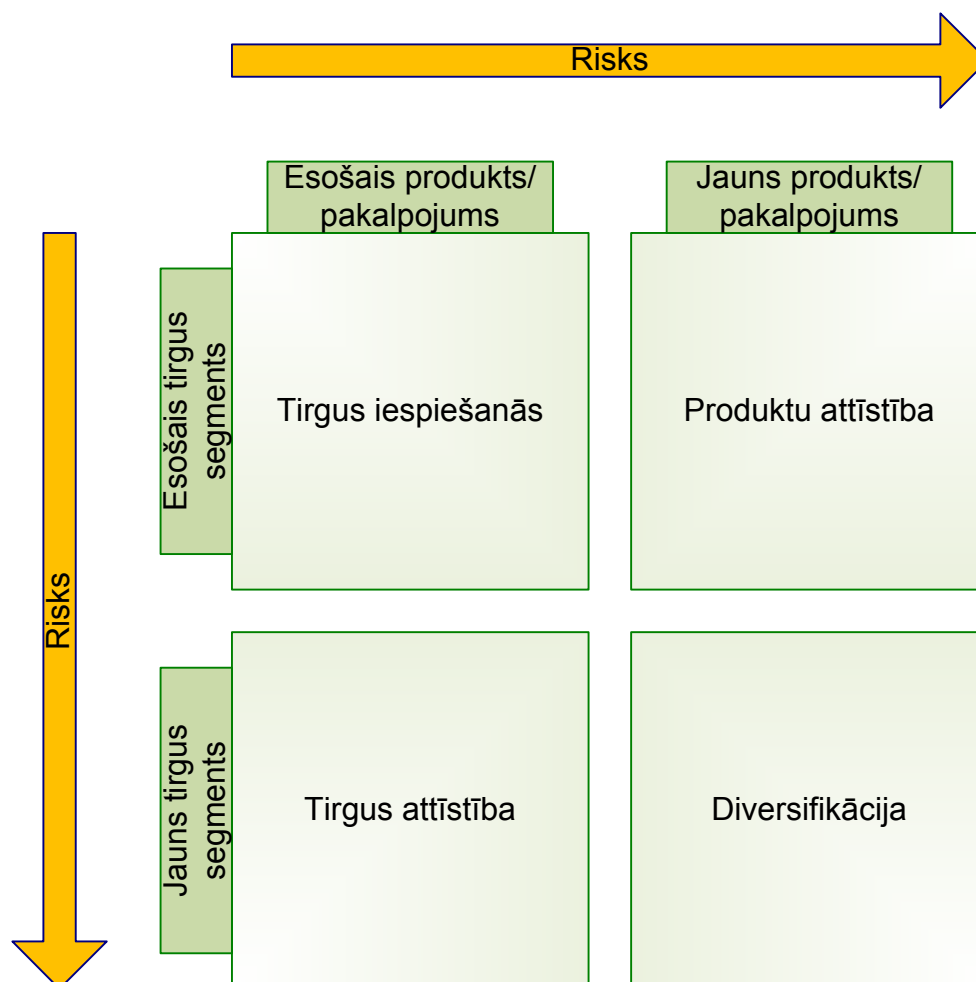 Risks
Esošais produkts/
pakalpojums
Jauns produkts/
pakalpojums
Risks
Esošais tirgus
segments
Tirgus iespiešanās
Produktu attīstība
Jauns tirgus
segments
Tirgus attīstība
Diversifikācija